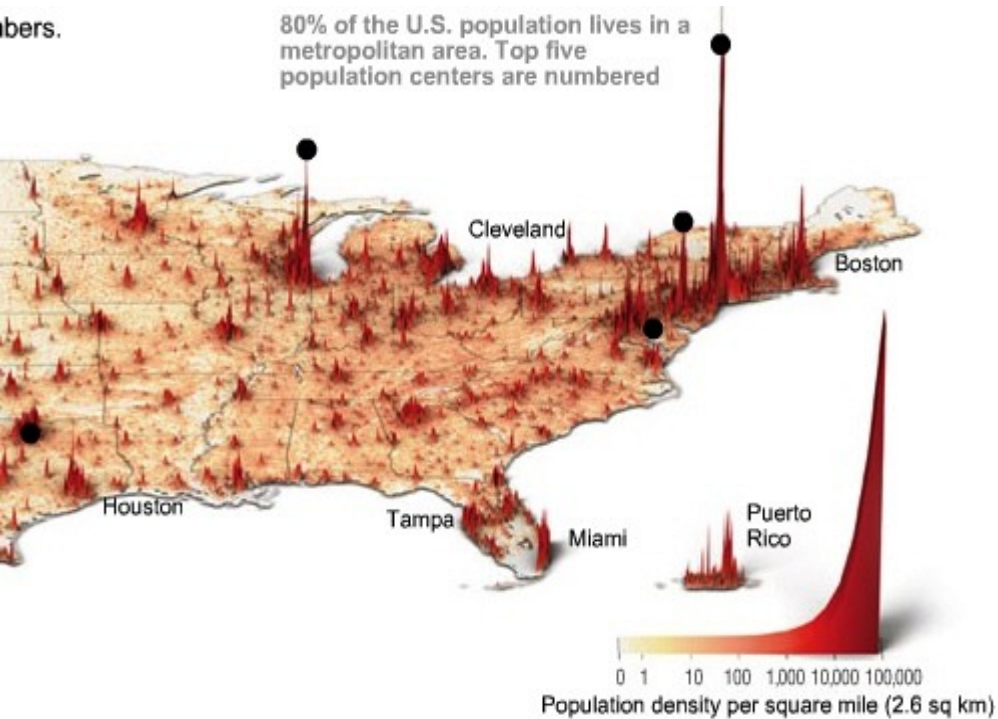 nbers.
80% of the U.S. population lives in a
metropolitan area. Top five
population centers are numbered
Cleveland
Boston
Houston
Tampa
Miami
Puerto
Rico
0 1 10 100 1,000 10,000 100,000
Population density per square mile (2.6 sq km)